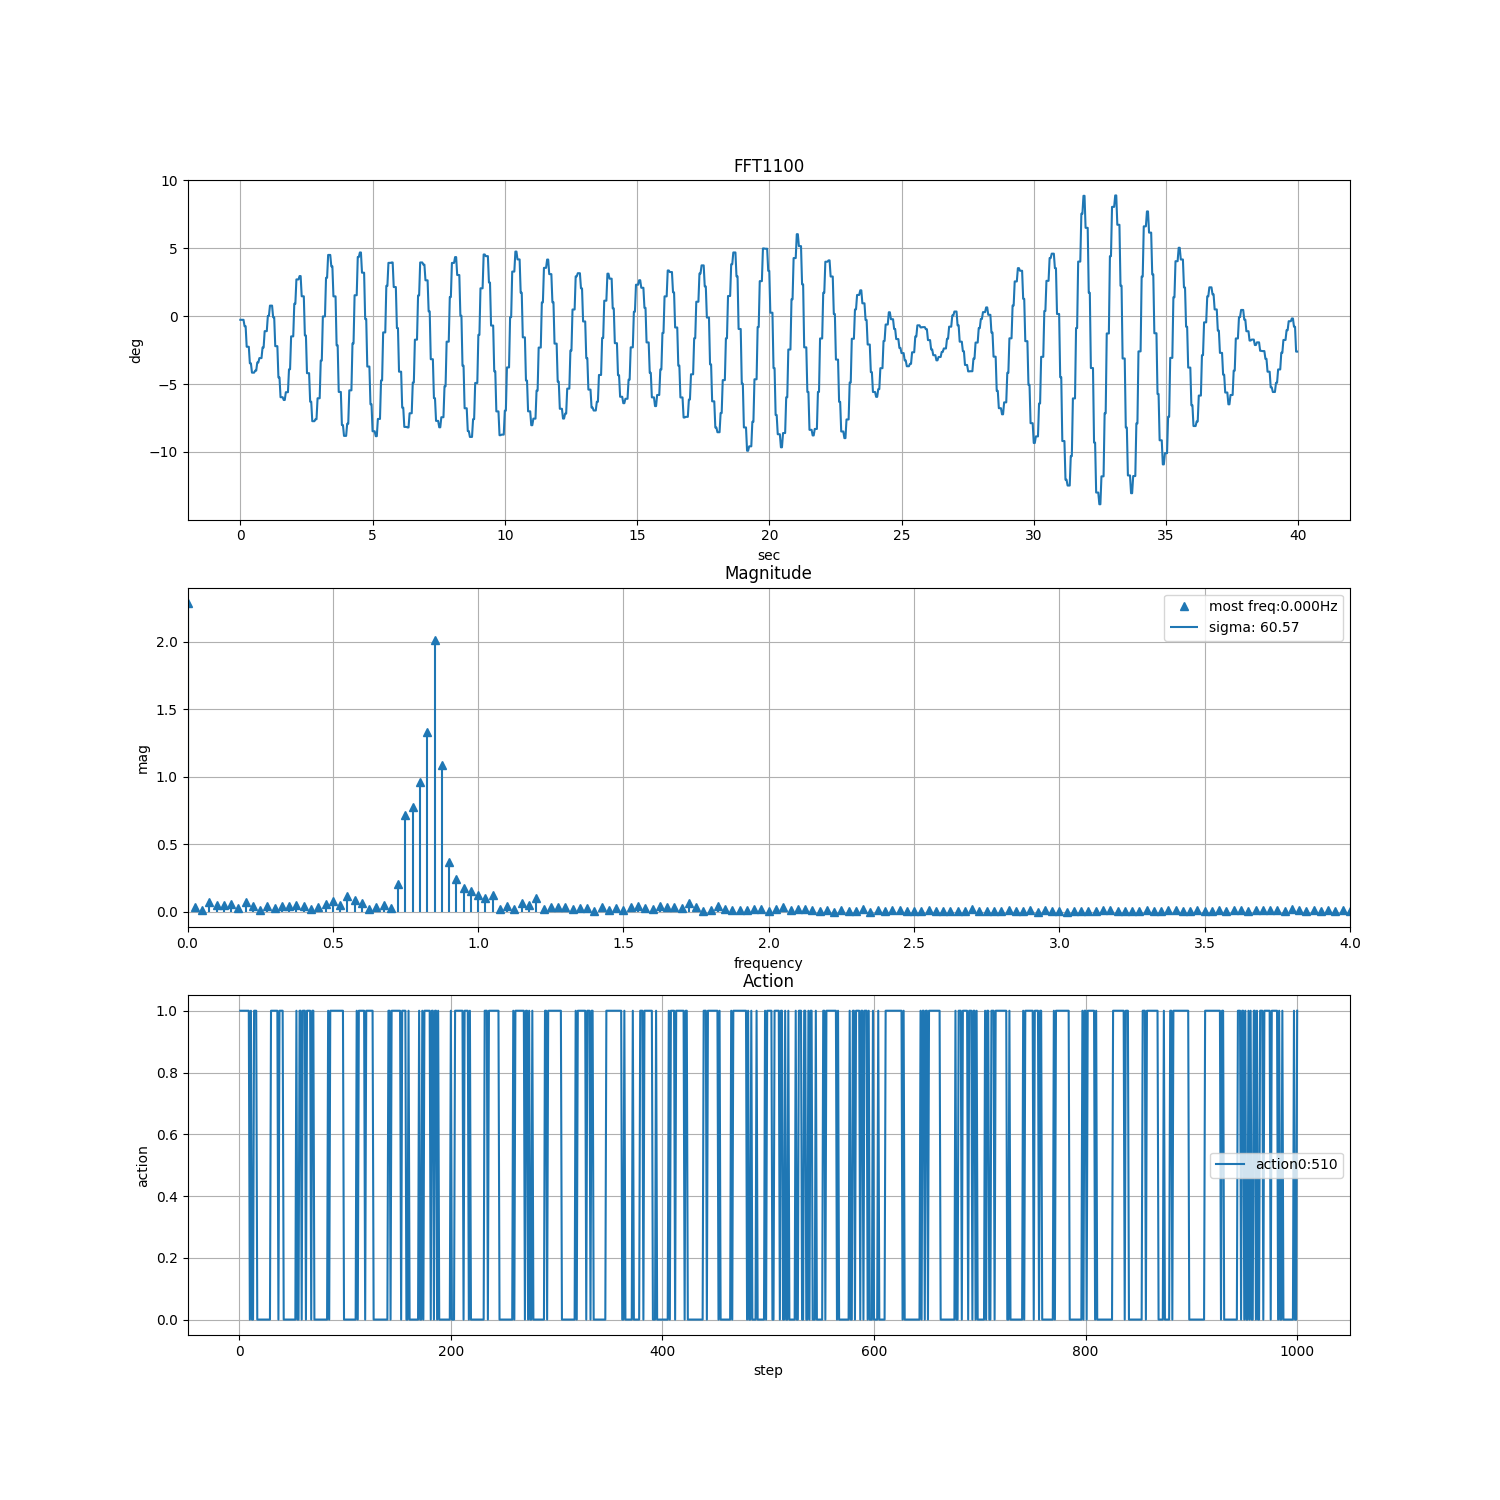 FFT1100
10
5
0
−5
−10
deg
0 5 10 15 20 25 30 35 40
sec
Magnitude
most freq:0.000Hz
sigma: 60.57
2.0
1.5
1.0
0.5
0.0
mag
0.0 0.5 1.0 1.5 2.0 2.5 3.0 3.5 4.0
frequency
Action
1.0
0.8
0.6
0.4
0.2
0.0
action
action0:510
0 200 400 600 800 1000
step